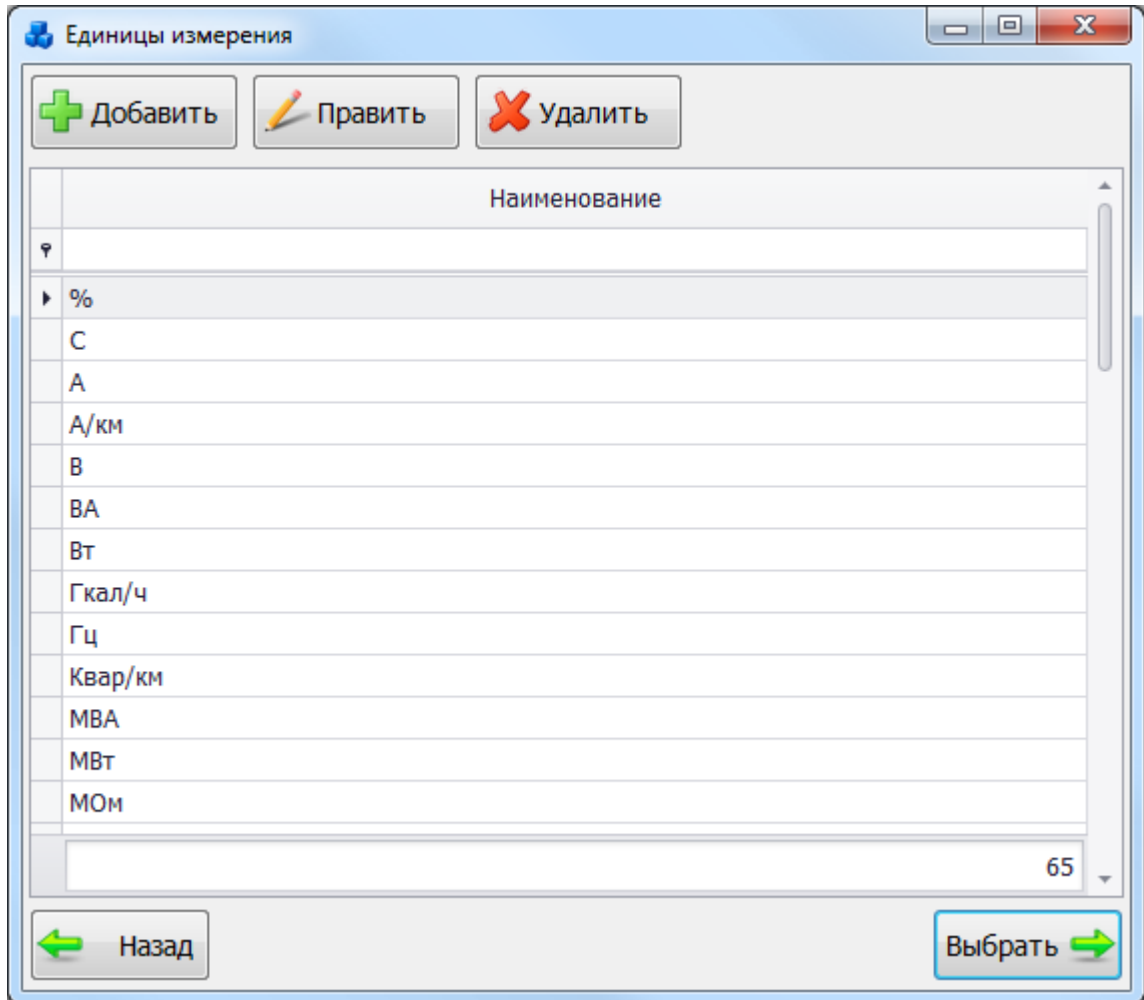 Единицы измерения
Добавить Править Удалить
Наименование
%
С
А
А/км
В
ВА
Вт
Гкал/ч
Гц
Квар/км
МВА
МВт
МОм
65
Назад Выбрать